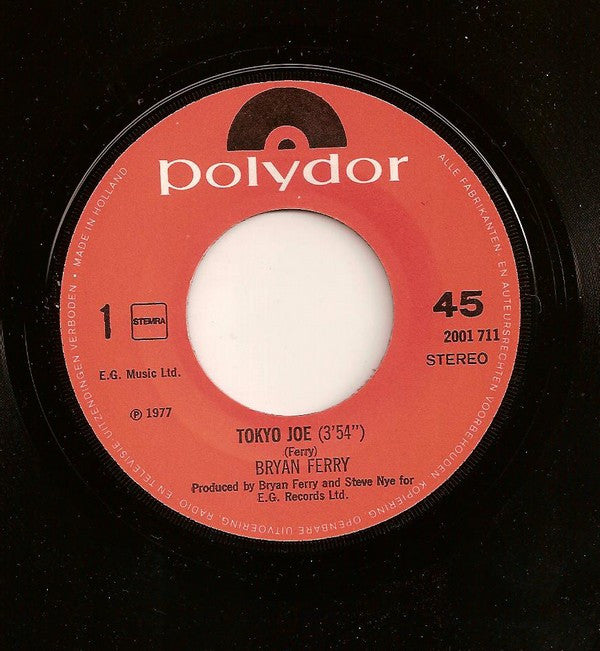 polydor
1
STEMRA
45
2001 711
STEREO
E.G. Music Ltd.
℗ 1977
TOKYO JOE (3'54")
(Ferry)
BRYAN FERRY
Produced by Bryan Ferry and Steve Nye for
E.G. Records Ltd.
ALLE FABRIKANTEN- EN AUTEURSRECHTEN VOORBEHOUDEN KOPIERING, OPENBARE UITVOERING, RADIO- EN TELEVISIE UITZENDINGEN VERBODEN • MADE IN HOLLAND